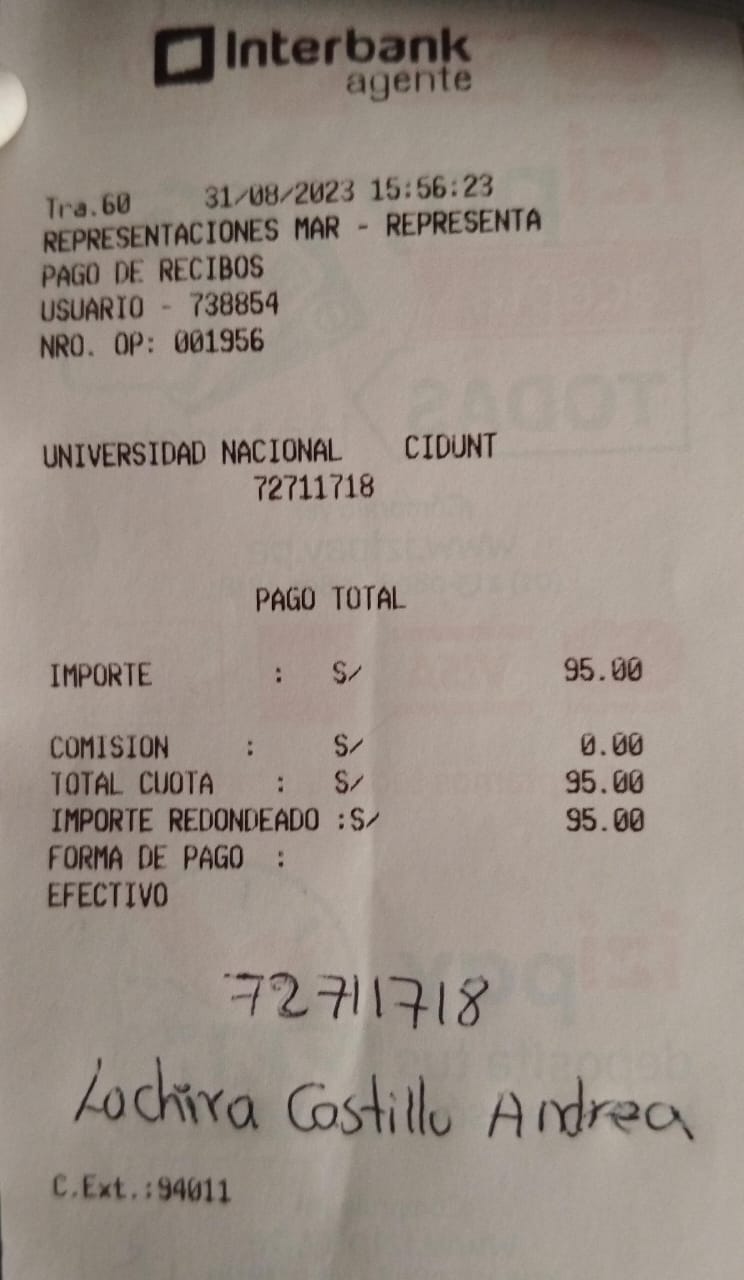 Interbank
agente
Tra.60 31/08/2023 15:56:23
REPRESENTACIONES MAR - REPRESENTA
PAGO DE RECIBOS
USUARIO - 738854
NRO. OP: 001956
UNIVERSIDAD NACIONAL CIDUNT
72711718
PAGO TOTAL
IMPORTE : S/ 95.00
COMISION : S/ 0.00
TOTAL CUOTA : S/ 95.00
IMPORTE REDONDEADO :S/ 95.00
FORMA DE PAGO :
EFECTIVO
72711718
Lachira Castillo Andrea
C.Ext.:94011